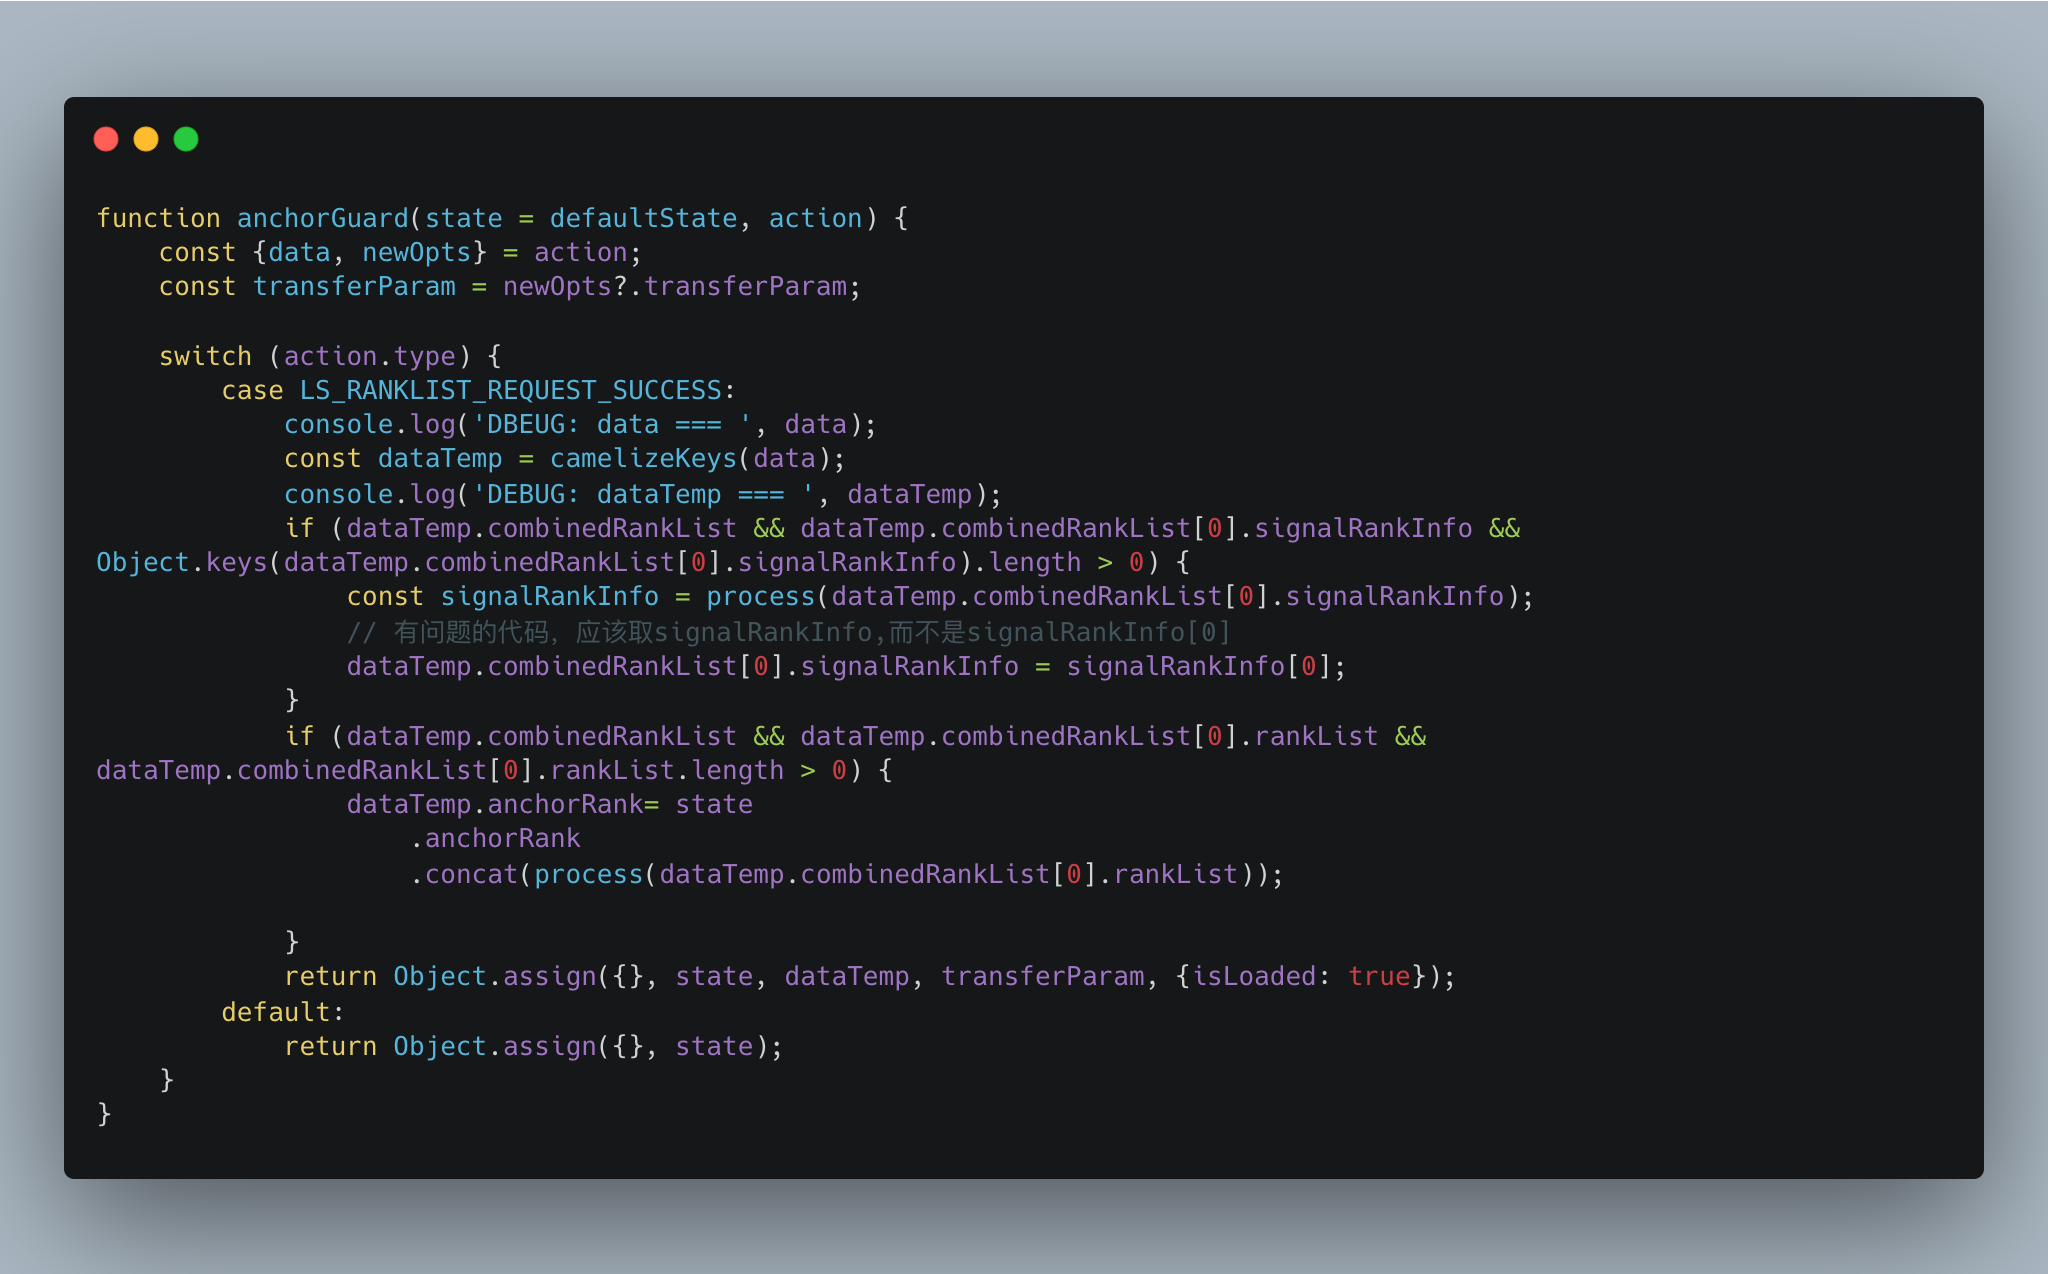 function anchorGuard(state = defaultState, action) {
    const {data, newOpts} = action;
    const transferParam = newOpts?.transferParam;

    switch (action.type) {
        case LS_RANKLIST_REQUEST_SUCCESS:
            console.log('DBEUG: data === ', data);
            const dataTemp = camelizeKeys(data);
            console.log('DEBUG: dataTemp === ', dataTemp);
            if (dataTemp.combinedRankList && dataTemp.combinedRankList[0].signalRankInfo &&
Object.keys(dataTemp.combinedRankList[0].signalRankInfo).length > 0) {
                const signalRankInfo = process(dataTemp.combinedRankList[0].signalRankInfo);
                // 有问题的代码，应该取signalRankInfo,而不是signalRankInfo[0]
                dataTemp.combinedRankList[0].signalRankInfo = signalRankInfo[0];
            }
            if (dataTemp.combinedRankList && dataTemp.combinedRankList[0].rankList &&
dataTemp.combinedRankList[0].rankList.length > 0) {
                dataTemp.anchorRank= state
                    .anchorRank
                    .concat(process(dataTemp.combinedRankList[0].rankList));

            }
            return Object.assign({}, state, dataTemp, transferParam, {isLoaded: true});
        default:
            return Object.assign({}, state);
    }
}